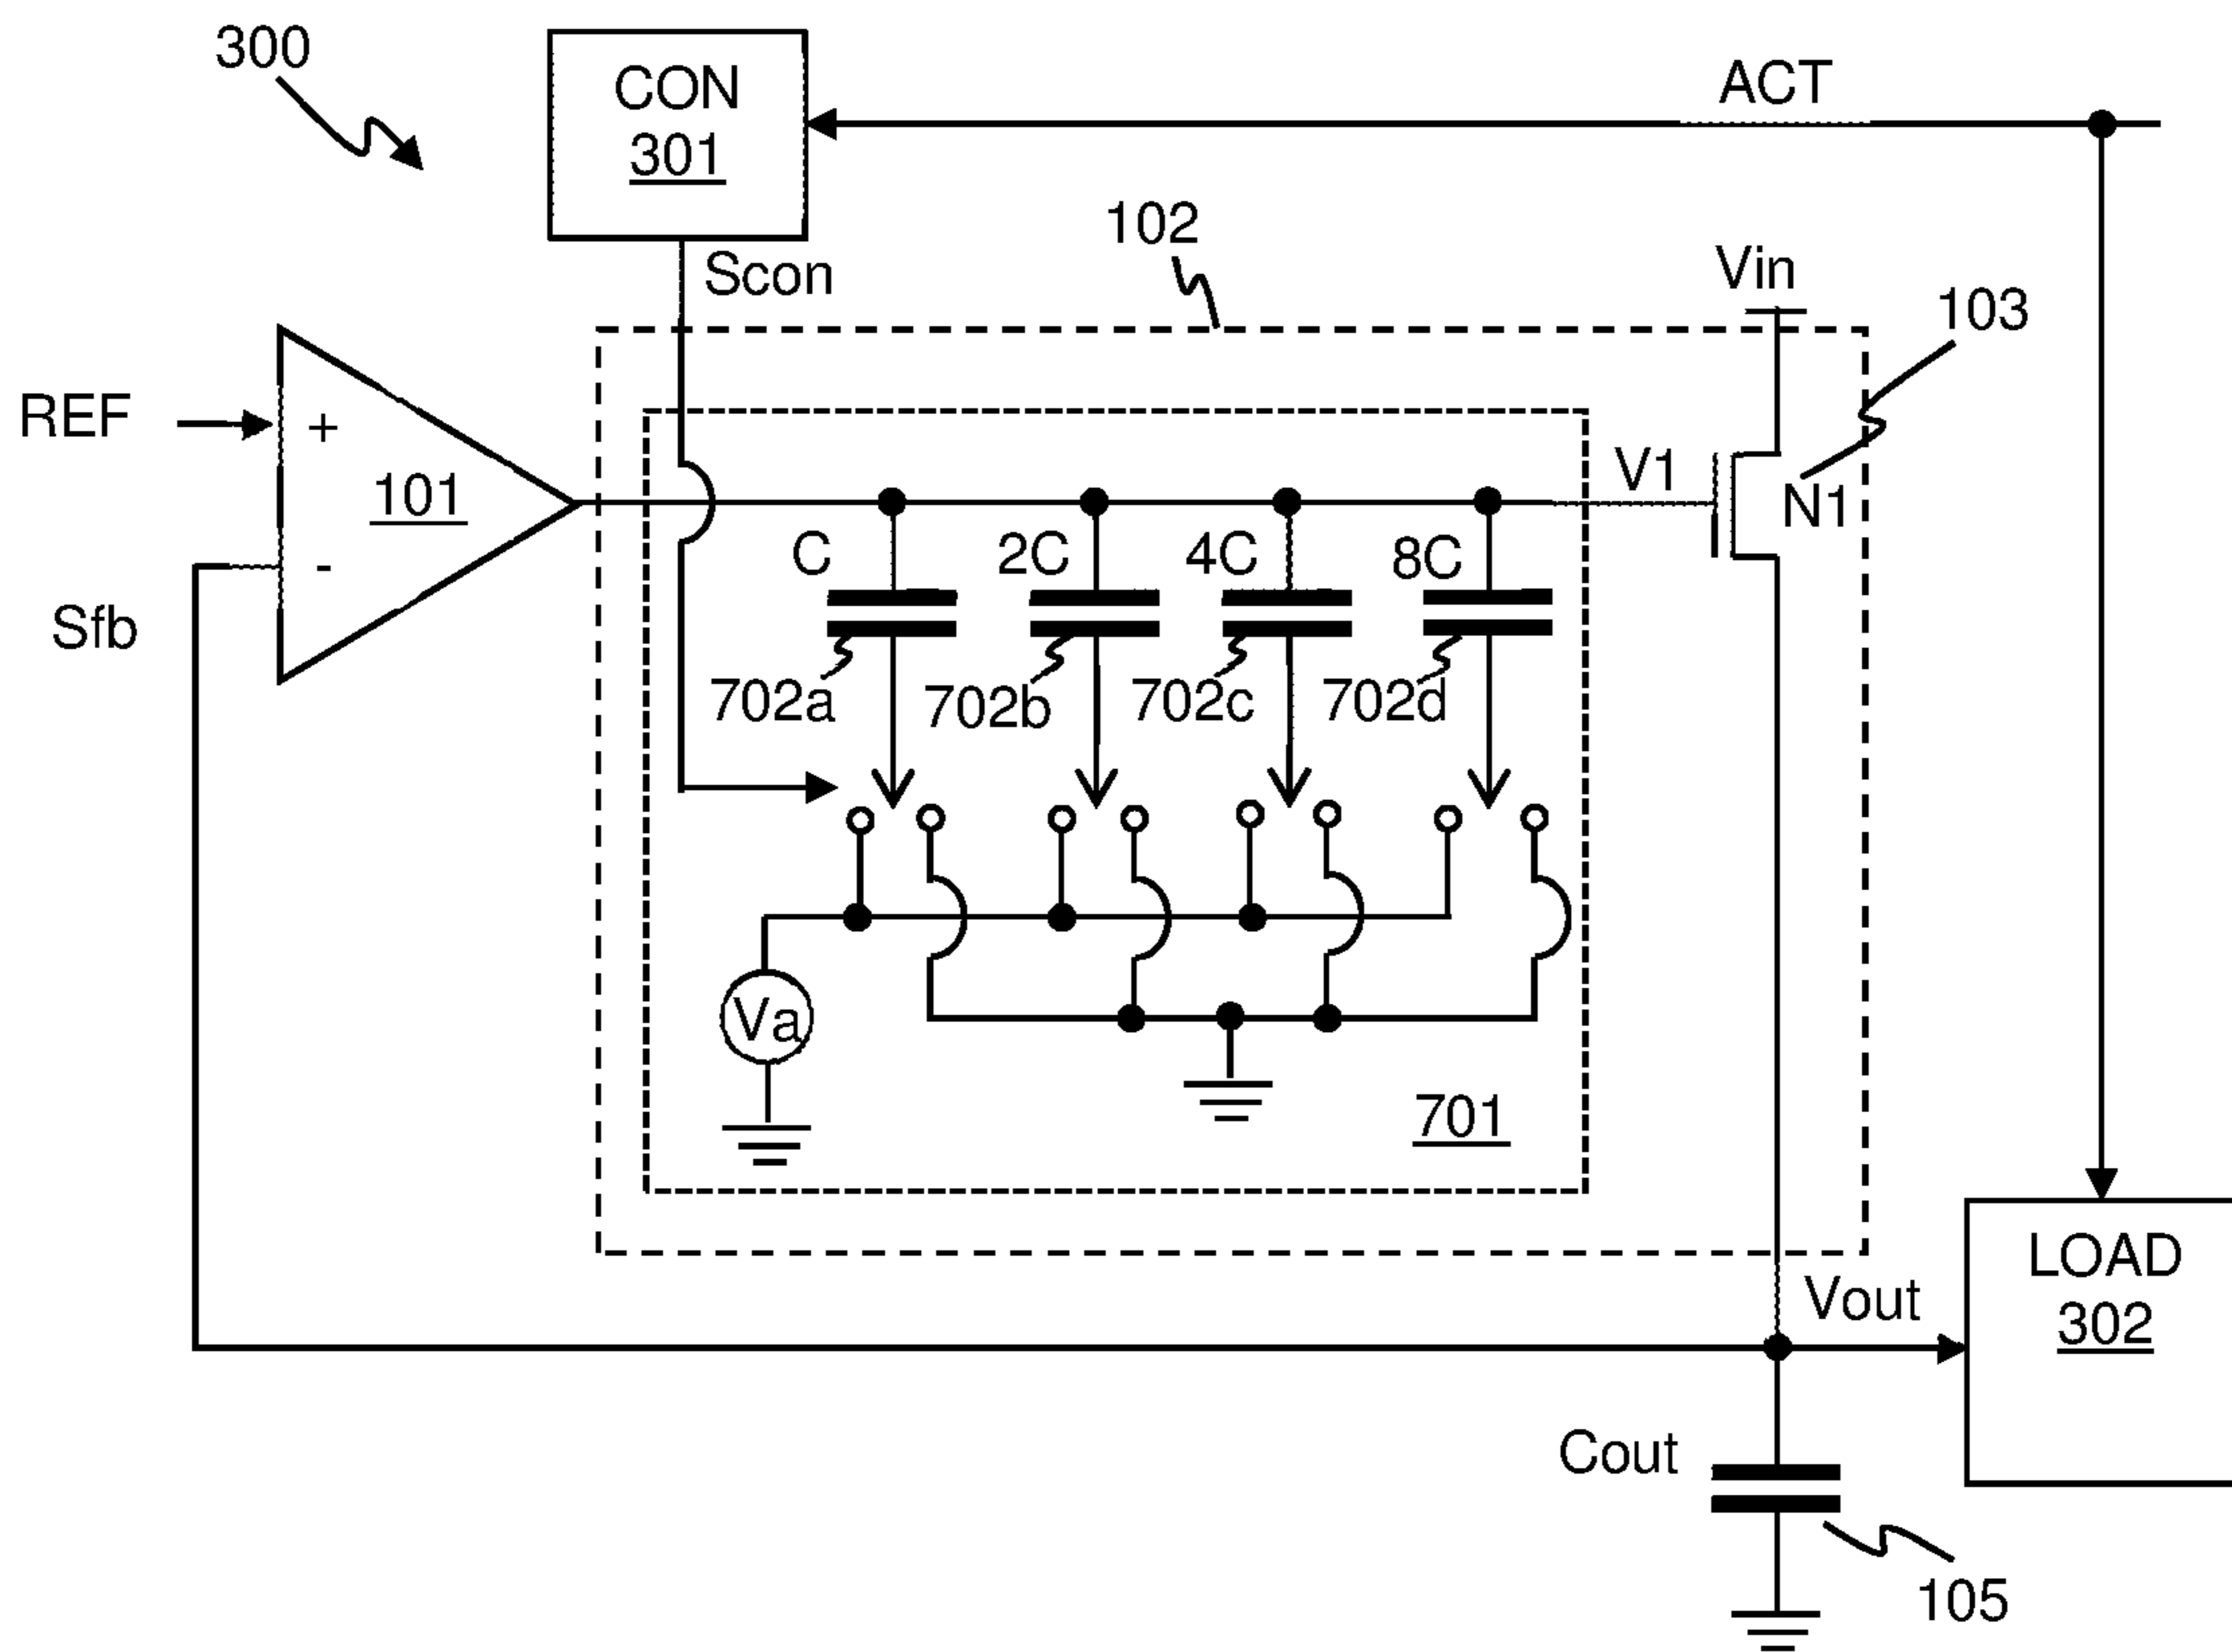 300
CON
301
ACT
Scon
102
Vin
103
REF
+
101
-
Sfb
V1
N1
C
2C
4C
8C
702a
702b
702c
702d
Va
701
LOAD
302
Vout
Cout
105